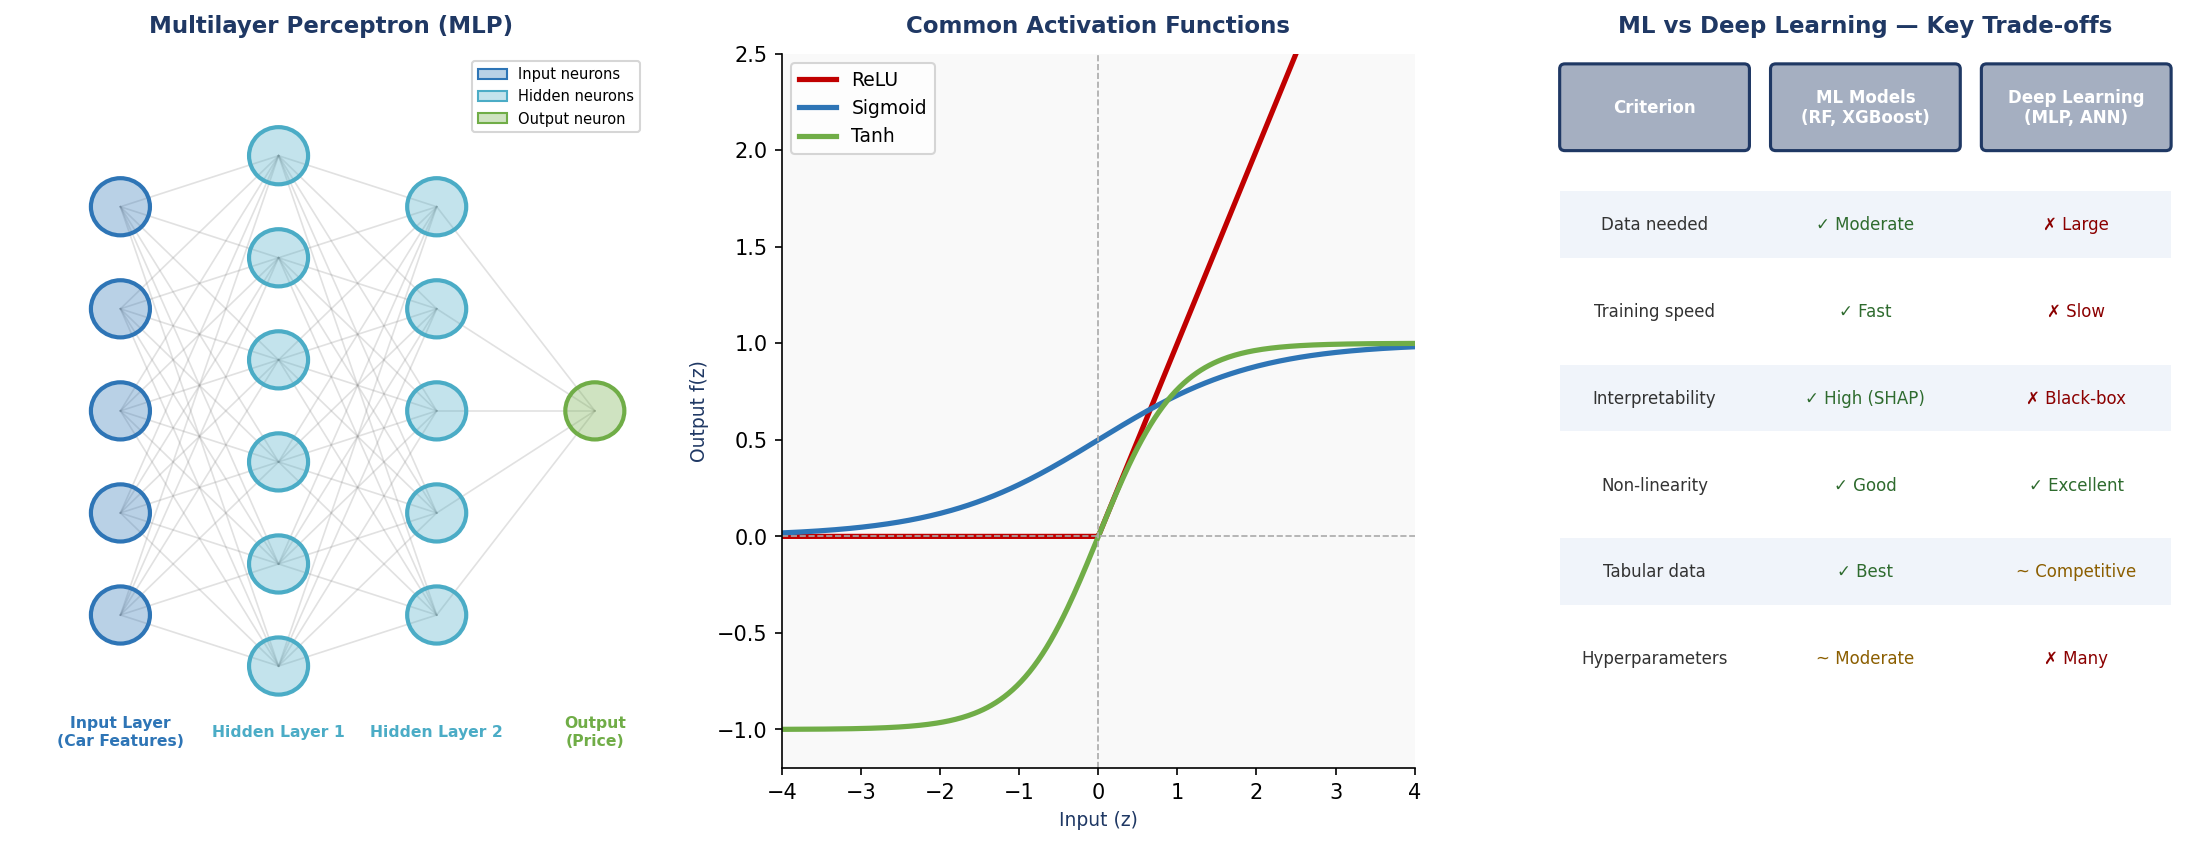 Multilayer Perceptron (MLP)
Input neurons
Hidden neurons
Output neuron
Input Layer
(Car Features)
Hidden Layer 1
Hidden Layer 2
Output
(Price)
Common Activation Functions
ReLU
Sigmoid
Tanh
2.5
2.0
1.5
1.0
0.5
0.0
−0.5
−1.0
Output f(z)
−4 −3 −2 −1 0 1 2 3 4
Input (z)
ML vs Deep Learning — Key Trade-offs
Criterion
ML Models
(RF, XGBoost)
Deep Learning
(MLP, ANN)
Data needed ✓ Moderate ✗ Large
Training speed ✓ Fast ✗ Slow
Interpretability ✓ High (SHAP) ✗ Black-box
Non-linearity ✓ Good ✓ Excellent
Tabular data ✓ Best ~ Competitive
Hyperparameters ~ Moderate ✗ Many